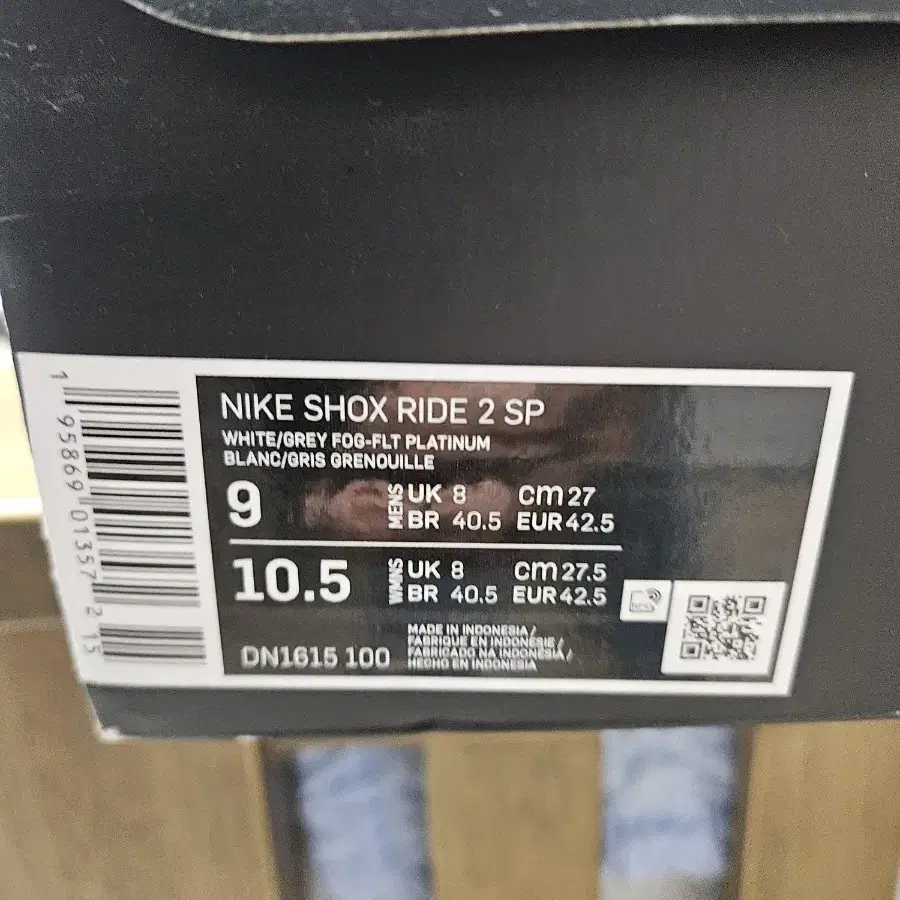 NIKE SHOX RIDE 2 SP
WHITE/GREY FOG-FLT PLATINUM
BLANC/GRIS GRENOUILLE
9 MENS UK 8 cm 27
BR 40.5 EUR 42.5
10.5 WMNS UK 8 cm 27.5
BR 40.5 EUR 42.5
DN1615 100
MADE IN INDONESIA /
FABRIQUE EN INDONÉSIE /
FABRICADO NA INDONÉSIA /
HECHO EN INDONESIA
1 95869 01357 2 15